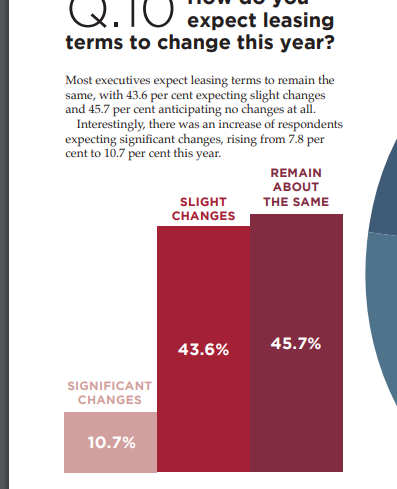 Q.10 How do you
expect leasing
terms to change this year?
Most executives expect leasing terms to remain the
same, with 43.6 per cent expecting slight changes
and 45.7 per cent anticipating no changes at all.
Interestingly, there was an increase of respondents
expecting significant changes, rising from 7.8 per
cent to 10.7 per cent this year.
REMAIN
ABOUT
THE SAME
SLIGHT
CHANGES
45.7%
43.6%
SIGNIFICANT
CHANGES
10.7%